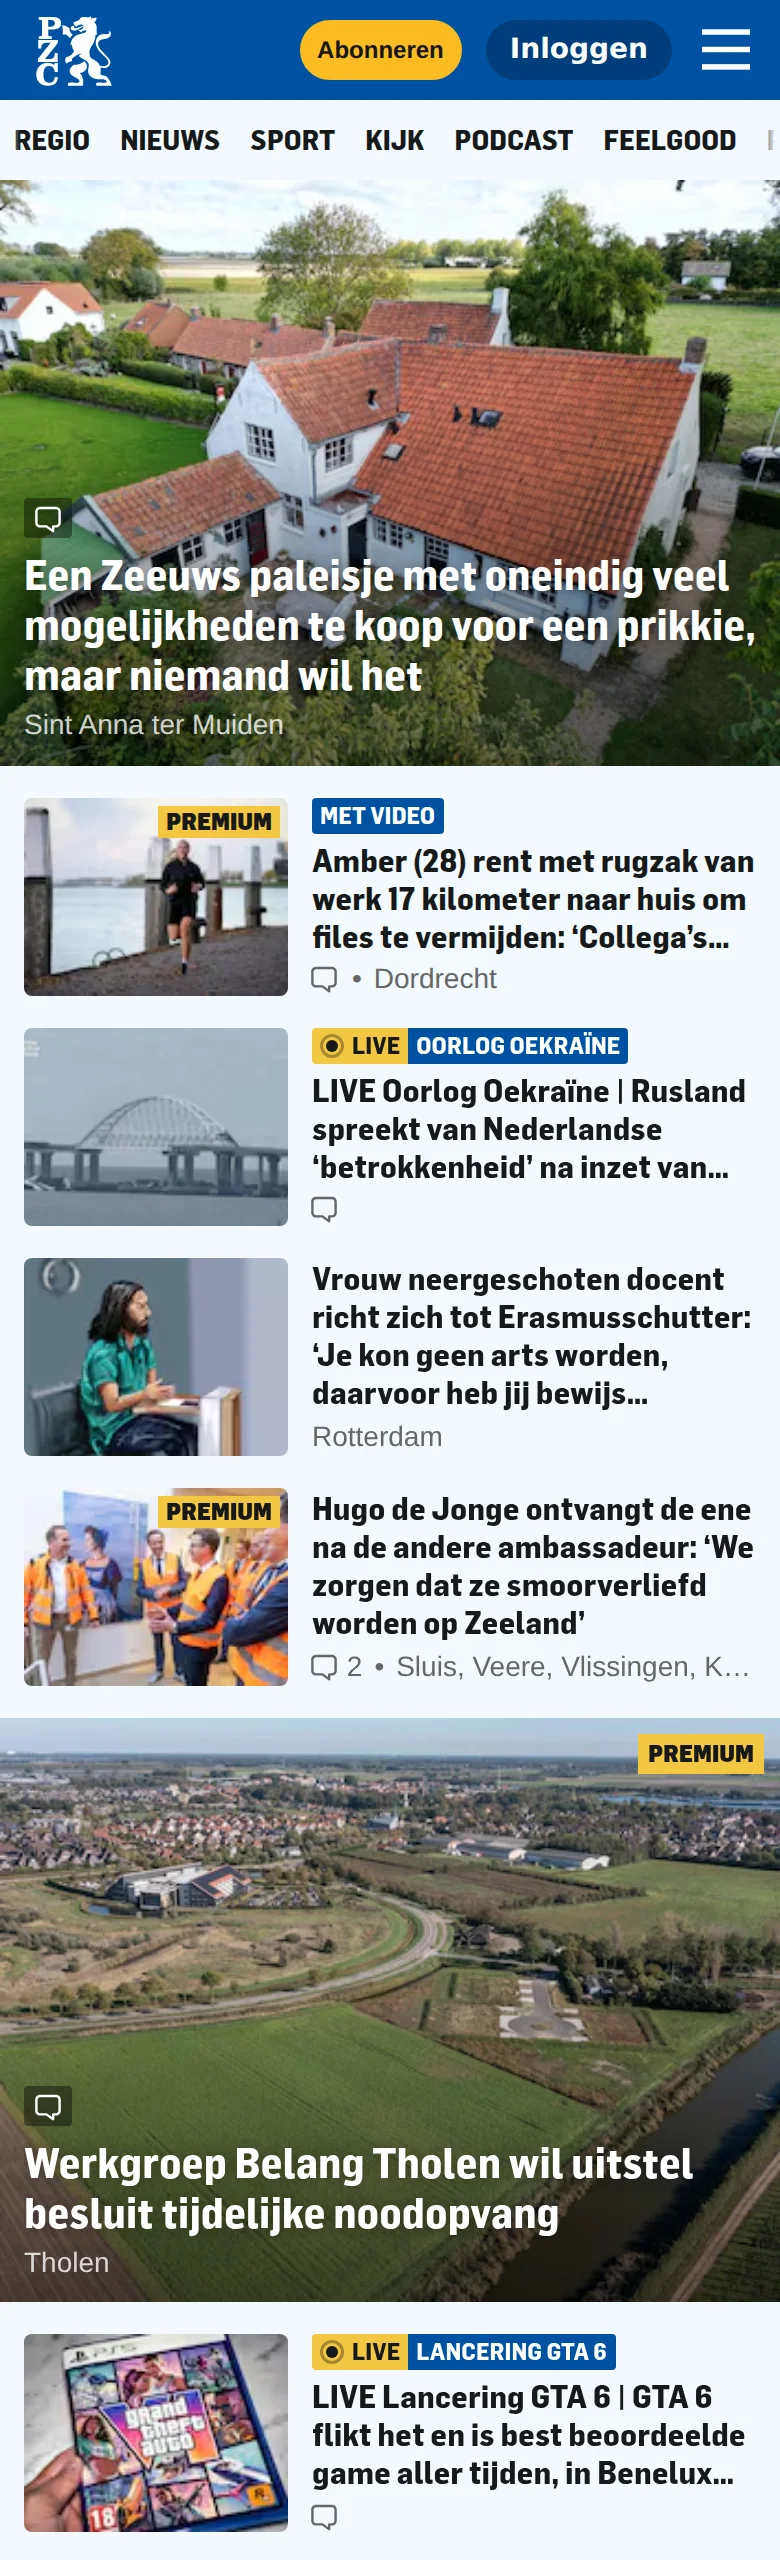 PZC
Abonneren
Inloggen
REGIO NIEUWS SPORT KIJK PODCAST FEELGOOD
Een Zeeuws paleisje met oneindig veel
mogelijkheden te koop voor een prikkie,
maar niemand wil het
Sint Anna ter Muiden
PREMIUM
MET VIDEO
Amber (28) rent met rugzak van
werk 17 kilometer naar huis om
files te vermijden: ‘Collega’s...
• Dordrecht
LIVE OORLOG OEKRAÏNE
LIVE Oorlog Oekraïne | Rusland
spreekt van Nederlandse
‘betrokkenheid’ na inzet van...
Vrouw neergeschoten docent
richt zich tot Erasmusschutter:
‘Je kon geen arts worden,
daarvoor heb jij bewijs...
Rotterdam
PREMIUM
Hugo de Jonge ontvangt de ene
na de andere ambassadeur: ‘We
zorgen dat ze smoorverliefd
worden op Zeeland’
2 • Sluis, Veere, Vlissingen, K...
PREMIUM
Werkgroep Belang Tholen wil uitstel
besluit tijdelijke noodopvang
Tholen
PS5
grand
theft
auto
18
LIVE LANCERING GTA 6
LIVE Lancering GTA 6 | GTA 6
flikt het en is best beoordeelde
game aller tijden, in Benelux...